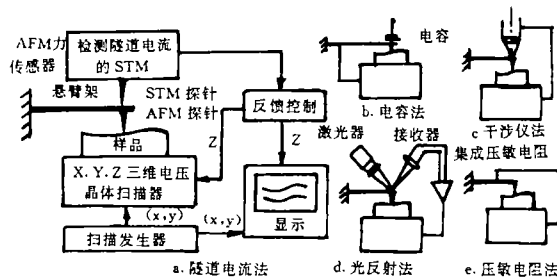 AFM力
传感器
检测隧道电流
的STM
悬臂架
STM 探针
AFM 探针
样品
Z
反馈控制
Z
X、Y、Z三维电压
晶体扫描器
(x,y)
(x,y)
扫描发生器
显示
a. 隧道电流法
电容
b. 电容法
c 干涉仪法
激光器
接收器
d. 光反射法
集成压敏电阻
e. 压敏电阻法